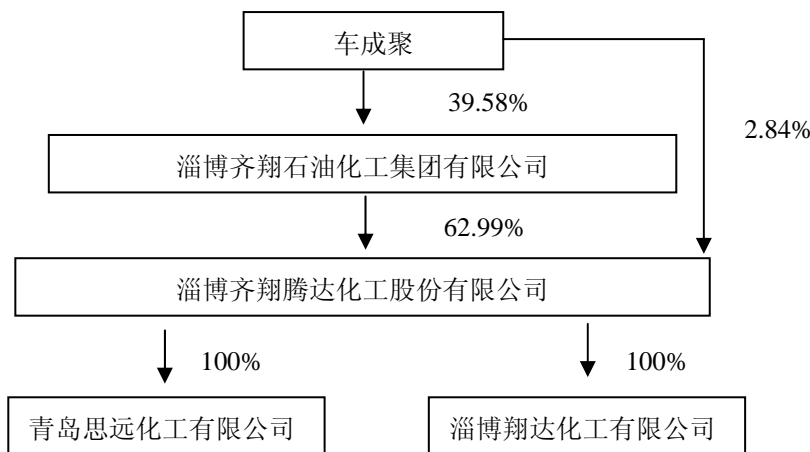 车成聚
39.58%
2.84%
淄博齐翔石油化工集团有限公司
62.99%
淄博齐翔腾达化工股份有限公司
100%
100%
青岛思远化工有限公司
淄博翔达化工有限公司